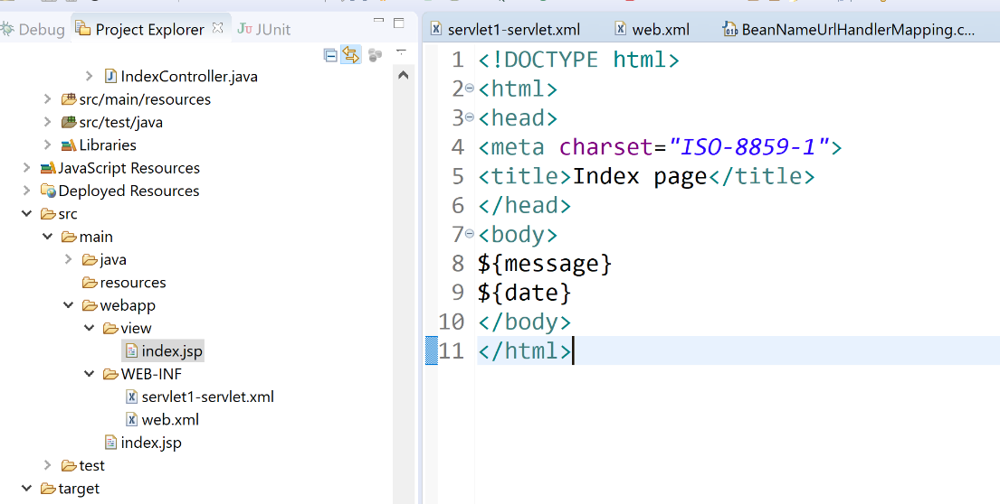 Debug Project Explorer JUnit
IndexController.java
src/main/resources
src/test/java
Libraries
JavaScript Resources
Deployed Resources
src
main
java
resources
webapp
view
index.jsp
WEB-INF
servlet1-servlet.xml
web.xml
index.jsp
test
target
servlet1-servlet.xml web.xml BeanNameUrlHandlerMapping.c...
1 <!DOCTYPE html>
2 <html>
3 <head>
4 <meta charset="ISO-8859-1">
5 <title>Index page</title>
6 </head>
7 <body>
8 ${message}
9 ${date}
10 </body>
11 </html>